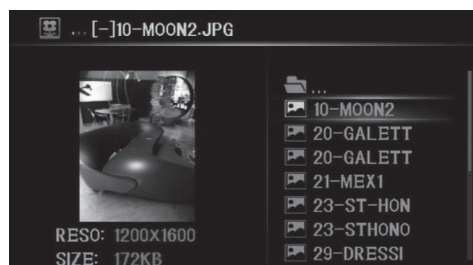 ...[-]10-MOON2.JPG
...
10-MOON2
20-GALETT
20-GALETT
21-MEX1
23-ST-HON
23-STHONO
29-DRESSI
RESO: 1200X1600
SIZE: 172KB